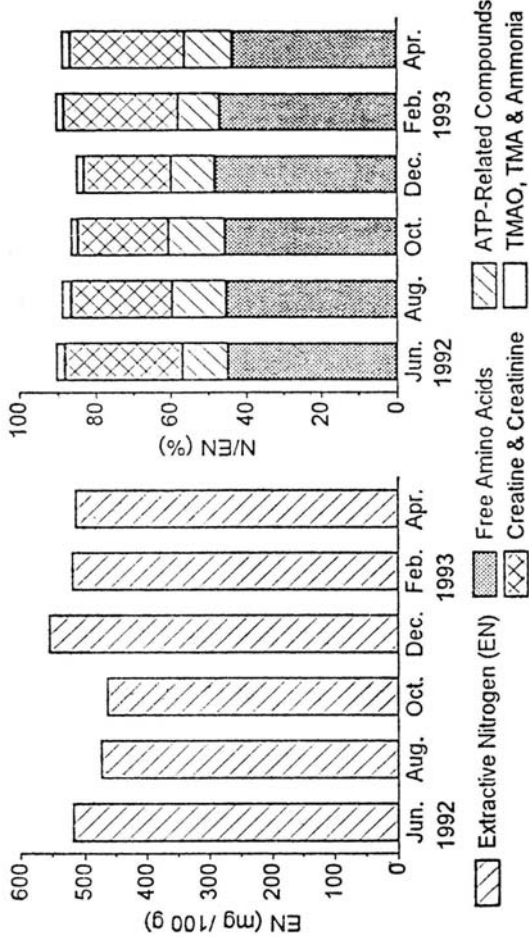 600
500
400
300
200
100
0
EN (mg /100 g)
Jun. Aug. Oct. Dec. Feb. Apr.
1992 1993
100
80
60
40
20
0
N/EN (%)
Jun. Aug. Oct. Dec. Feb. Apr.
1992 1993
Extractive Nitrogen (EN) Free Amino Acids ATP-Related Compounds
Creatine & Creatinine TMAO, TMA & Ammonia